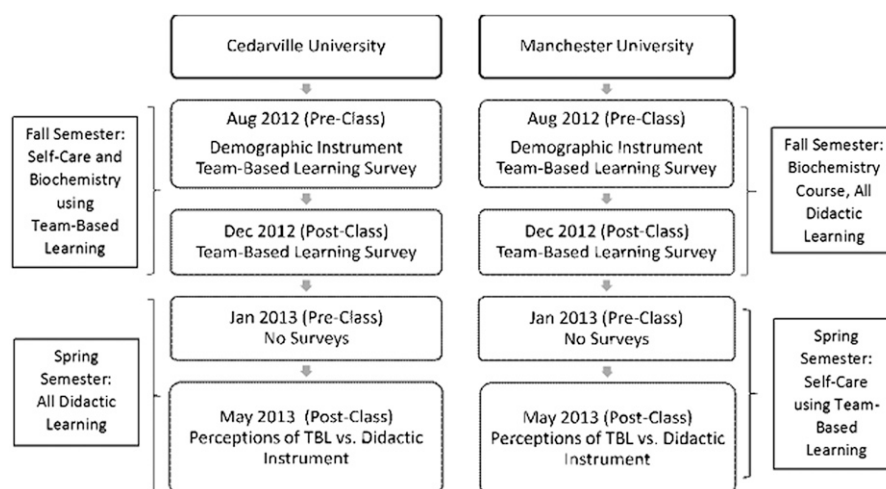 Cedarville University
Manchester University
Fall Semester:
Self-Care and
Biochemistry
using
Team-Based
Learning
Aug 2012 (Pre-Class)
Demographic Instrument
Team-Based Learning Survey
Aug 2012 (Pre-Class)
Demographic Instrument
Team-Based Learning Survey
Fall Semester:
Biochemistry
Course, All
Didactic
Learning
Dec 2012 (Post-Class)
Team-Based Learning Survey
Dec 2012 (Post-Class)
Team-Based Learning Survey
Spring
Semester:
All Didactic
Learning
Jan 2013 (Pre-Class)
No Surveys
Jan 2013 (Pre-Class)
No Surveys
Spring
Semester:
Self-Care
using Team-
Based
Learning
May 2013 (Post-Class)
Perceptions of TBL vs. Didactic
Instrument
May 2013 (Post-Class)
Perceptions of TBL vs. Didactic
Instrument